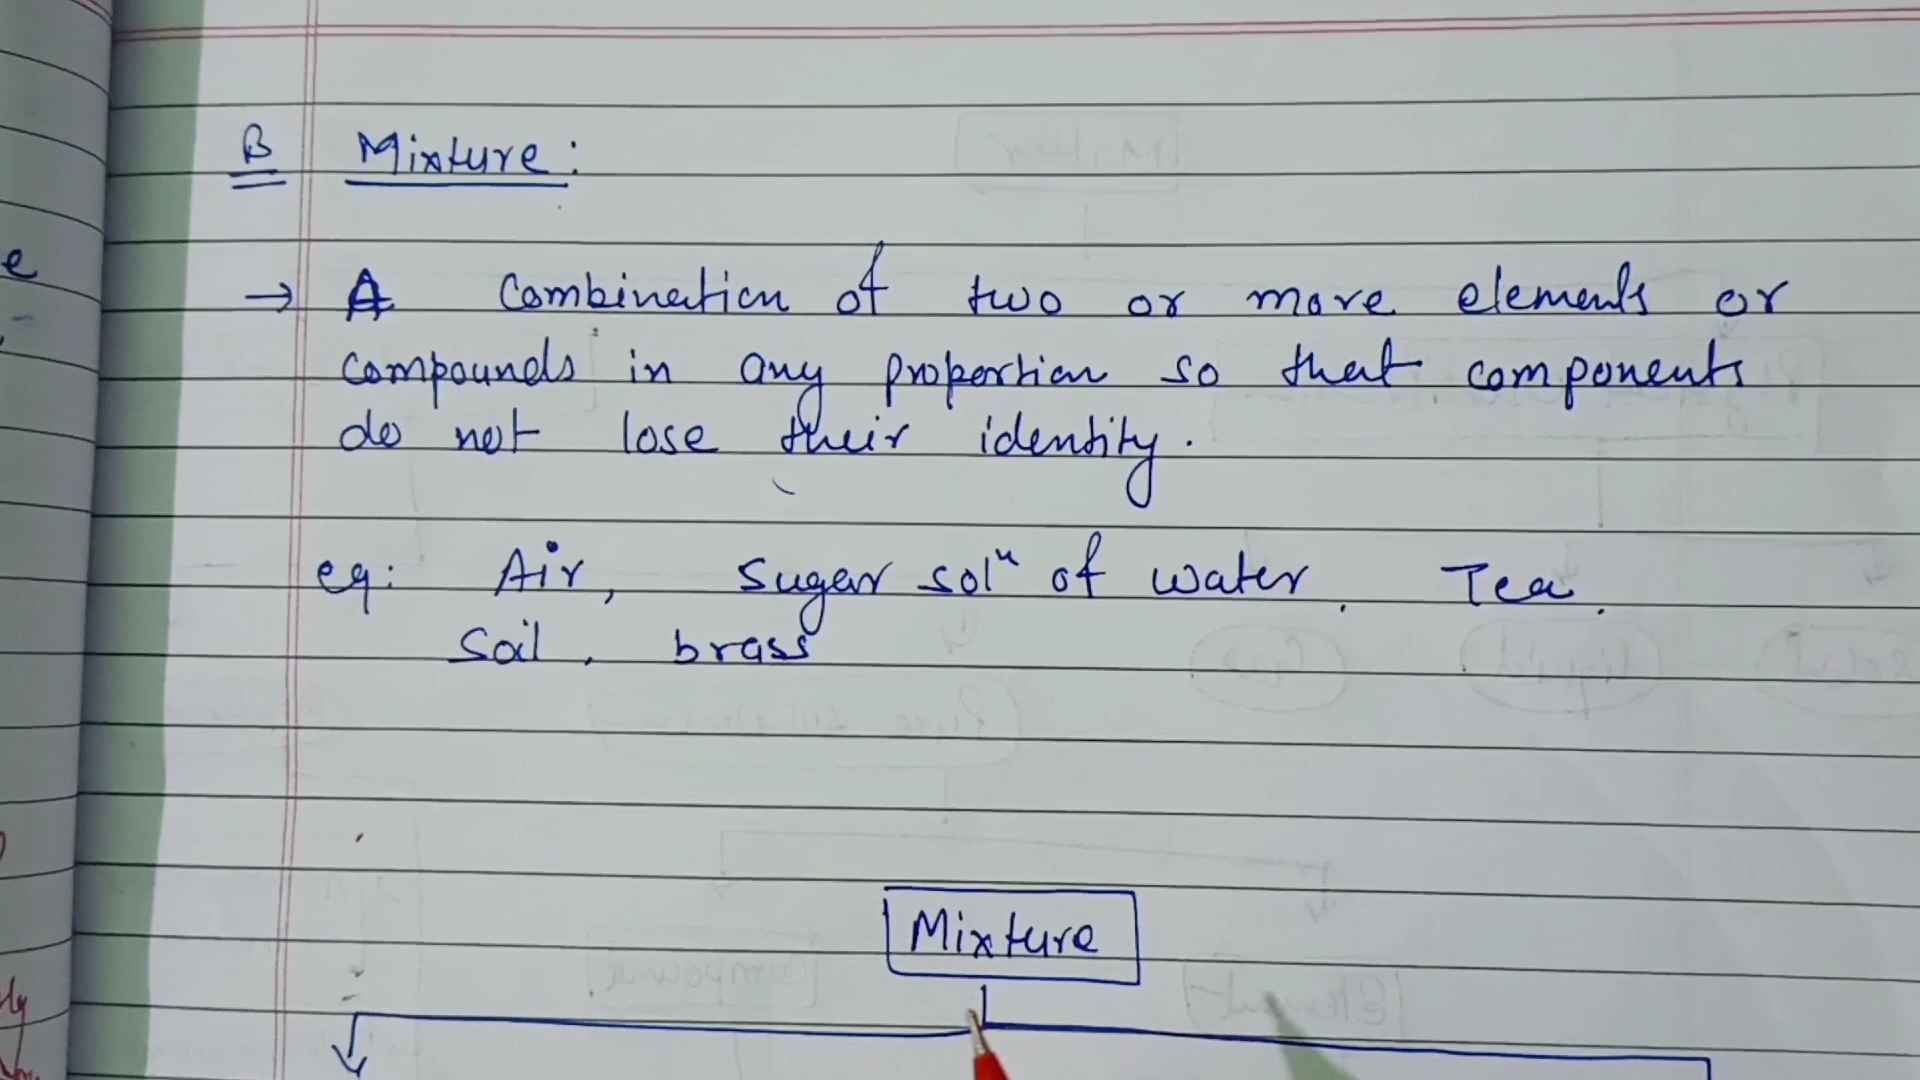 B Mixture:
→ A Combination of two or more elements or
compounds in any proportion so that components
do not lose their identity.
eg: Air, Sugar solⁿ of water, Tea,
Soil, brass
Mixture